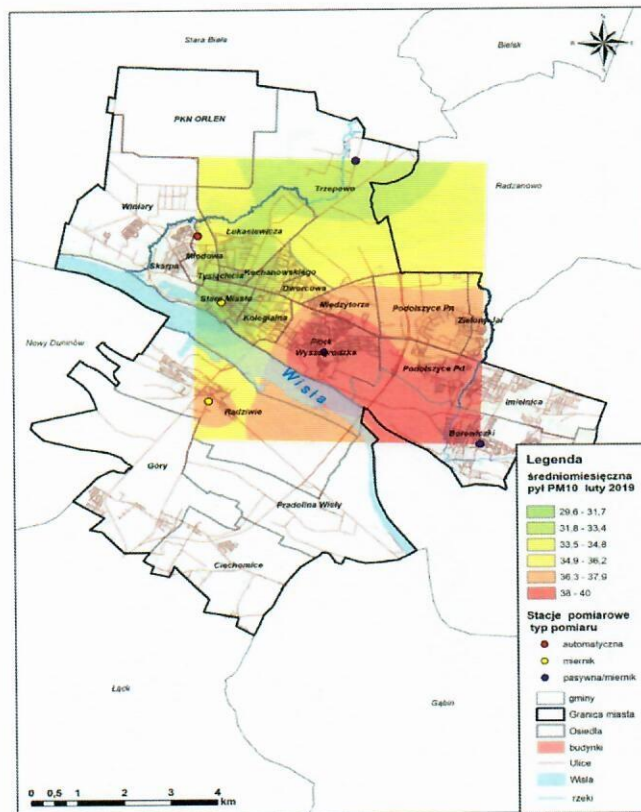 Stara Biała
Bielsk
PKN ORLEN
Trzepowo
Radzanowo
Winiary
Łukasiewicza
Skarpa
Miodowa
Tysiąclecia
Kochanowskiego
Dworcowa
Stare Miasto
Kolegialna
Międzytorze
Podolszyce Pn
Zielony Jar
Płock
Wyszogrodzka
Nowy Duninów
Wisła
Podolszyce Pd
Imielnica
Radziwie
Borowiczki
Góry
Pradolina Wisły
Ciechomice
Łąck
Gąbin
Legenda
średniomiesięczna
pył PM10 luty 2019
29,6 - 31,7
31,8 - 33,4
33,5 - 34,8
34,9 - 36,2
36,3 - 37,9
38 - 40
Stacje pomiarowe
typ pomiaru
automatyczna
miernik
pasywna/miernik
gminy
Granica miasta
Osiedla
budynki
Ulice
Wisła
rzeki
0 0,5 1 2 3 4
km